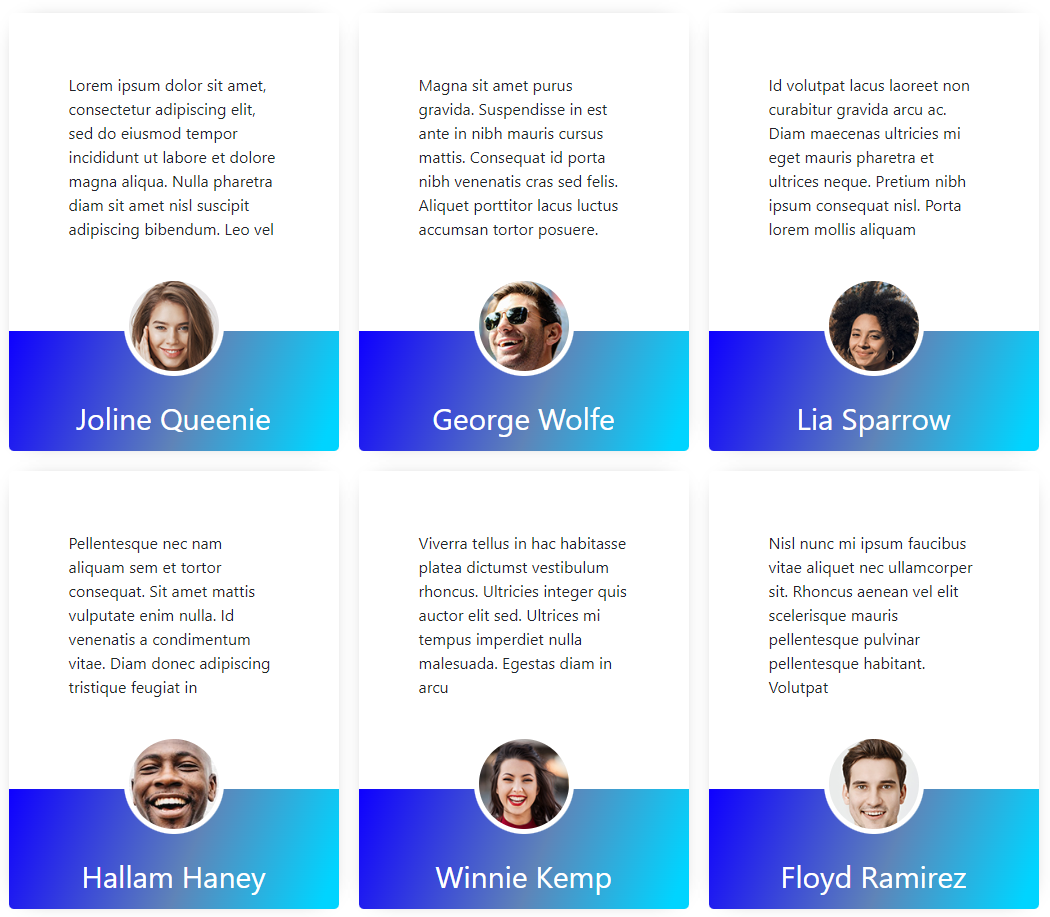 Lorem ipsum dolor sit amet,
consectetur adipiscing elit,
sed do eiusmod tempor
incididunt ut labore et dolore
magna aliqua. Nulla pharetra
diam sit amet nisl suscipit
adipiscing bibendum. Leo vel
Joline Queenie
Magna sit amet purus
gravida. Suspendisse in est
ante in nibh mauris cursus
mattis. Consequat id porta
nibh venenatis cras sed felis.
Aliquet porttitor lacus luctus
accumsan tortor posuere.
George Wolfe
Id volutpat lacus laoreet non
curabitur gravida arcu ac.
Diam maecenas ultricies mi
eget mauris pharetra et
ultrices neque. Pretium nibh
ipsum consequat nisl. Porta
lorem mollis aliquam
Lia Sparrow
Pellentesque nec nam
aliquam sem et tortor
consequat. Sit amet mattis
vulputate enim nulla. Id
venenatis a condimentum
vitae. Diam donec adipiscing
tristique feugiat in
Hallam Haney
Viverra tellus in hac habitasse
platea dictumst vestibulum
rhoncus. Ultricies integer quis
auctor elit sed. Ultrices mi
tempus imperdiet nulla
malesuada. Egestas diam in
arcu
Winnie Kemp
Nisl nunc mi ipsum faucibus
vitae aliquet nec ullamcorper
sit. Rhoncus aenean vel elit
scelerisque mauris
pellentesque pulvinar
pellentesque habitant.
Volutpat
Floyd Ramirez